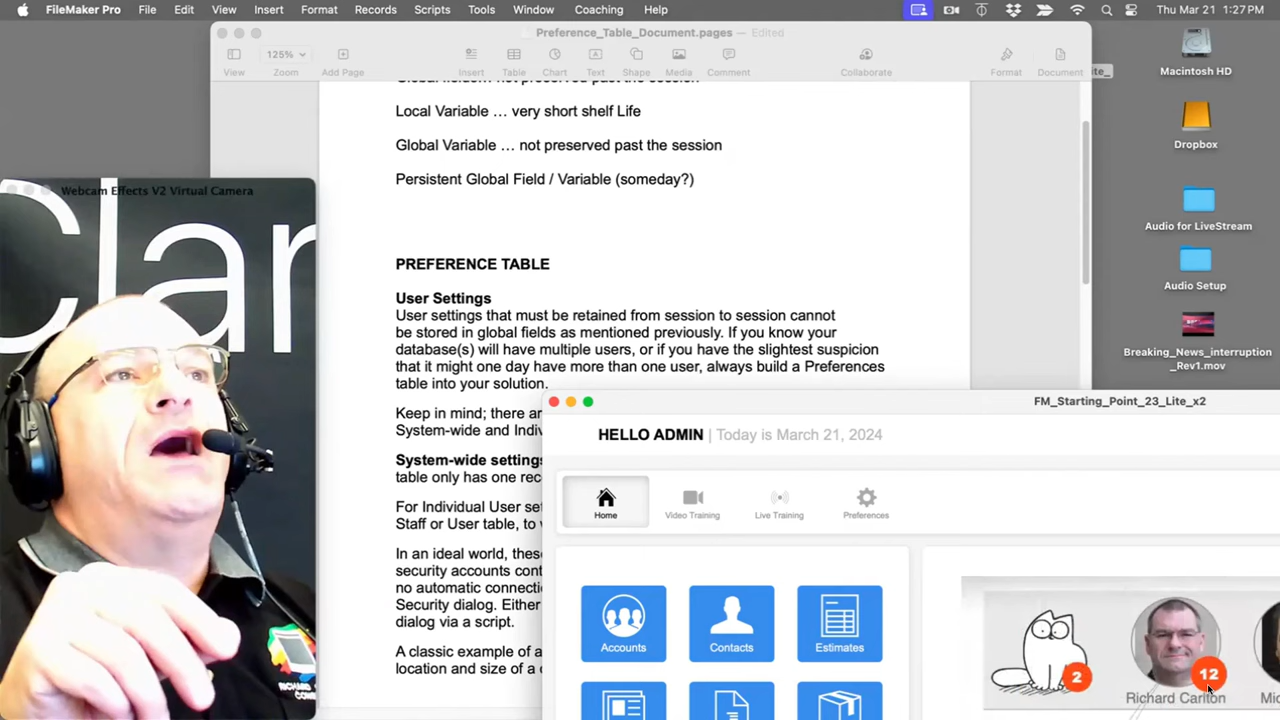 FileMaker Pro File Edit View Insert Format Records Scripts Tools Window Coaching Help Thu Mar 21 1:27 PM
Preference_Table_Document.pages — Edited
125%
View Zoom Add Page Insert Table Chart Text Shape Media Comment Collaborate Format Document
ite_
Macintosh HD
Dropbox
Audio for LiveStream
Audio Setup
Breaking_News_interruption
_Rev1.mov
Webcam Effects V2 Virtual Camera
Clar
Local Variable … very short shelf Life
Global Variable … not preserved past the session
Persistent Global Field / Variable (someday?)
PREFERENCE TABLE
User Settings
User settings that must be retained from session to session cannot
be stored in global fields as mentioned previously. If you know your
database(s) will have multiple users, or if you have the slightest suspicion
that it might one day have more than one user, always build a Preferences
table into your solution.
Keep in mind; there ar
System-wide and Indiv
System-wide settings
table only has one rec
For Individual User set
Staff or User table, to v
In an ideal world, these
security accounts cont
no automatic connectio
Security dialog. Either
dialog via a script.
A classic example of a
location and size of a c
FM_Starting_Point_23_Lite_x2
HELLO ADMIN | Today is March 21, 2024
Home Video Training Live Training Preferences
Accounts Contacts Estimates
2 12
Richard Carlton Mic